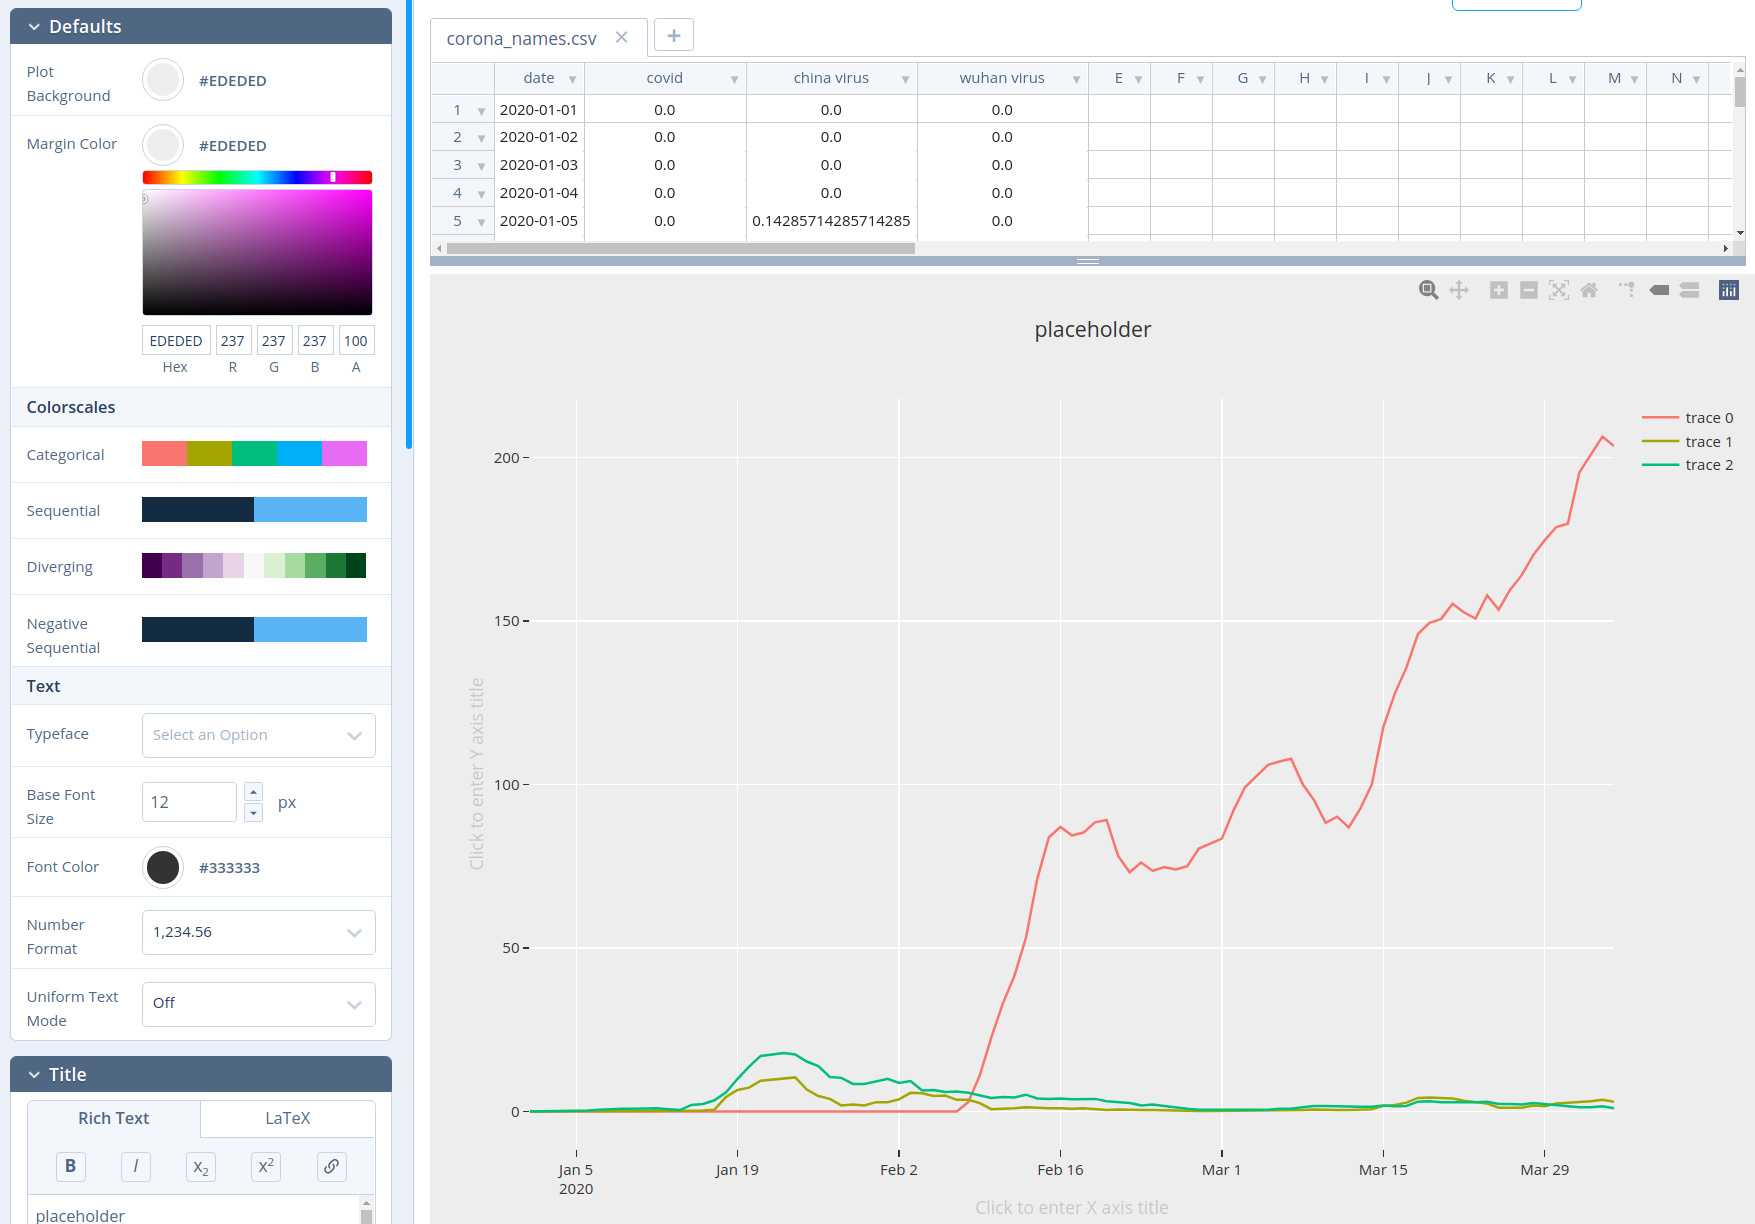 Defaults
Plot
Background
#EDEDED
Margin Color
#EDEDED
EDEDED 237 237 237 100
Hex R G B A
Colorscales
Categorical
Sequential
Diverging
Negative
Sequential
Text
Typeface
Select an Option
Base Font
Size
12
px
Font Color
#333333
Number
Format
1,234.56
Uniform Text
Mode
Off
Title
Rich Text LaTeX
B I x2 x2
placeholder
corona_names.csv × +
date covid china virus wuhan virus E F G H I J K L M N
1 2020-01-01 0.0 0.0 0.0
2 2020-01-02 0.0 0.0 0.0
3 2020-01-03 0.0 0.0 0.0
4 2020-01-04 0.0 0.0 0.0
5 2020-01-05 0.0 0.14285714285714285 0.0
placeholder
trace 0
trace 1
trace 2
200
150
100
50
0
Click to enter Y axis title
Jan 5 Jan 19 Feb 2 Feb 16 Mar 1 Mar 15 Mar 29
2020
Click to enter X axis title